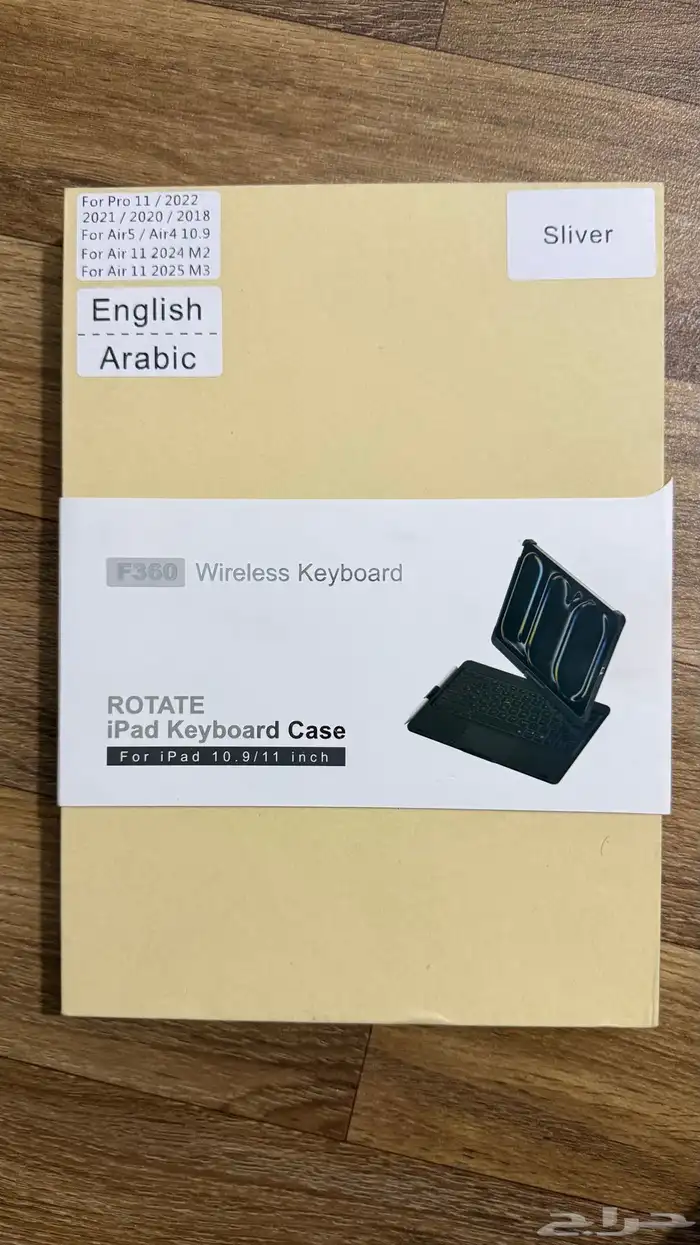 For Pro 11 / 2022
2021 / 2020 / 2018
For Air5 / Air4 10.9
For Air 11 2024 M2
For Air 11 2025 M3
Sliver
English
Arabic
F360 Wireless Keyboard
ROTATE
iPad Keyboard Case
For iPad 10.9/11 inch
حراج